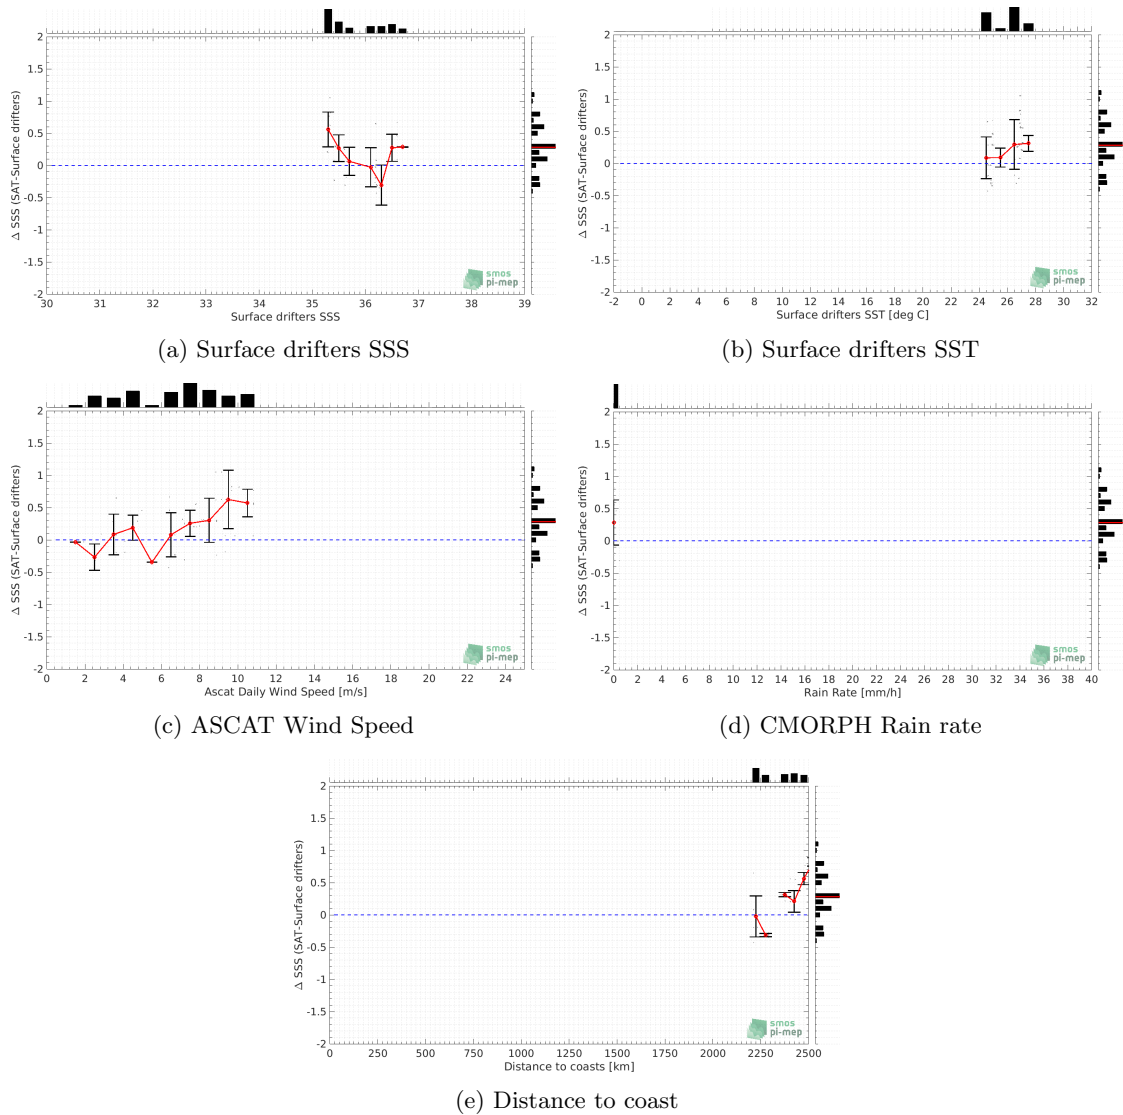 2
1.5
1
0.5
0
-0.5
-1
-1.5
-2
Δ SSS (SAT-Surface drifters)
30 31 32 33 34 35 36 37 38 39
Surface drifters SSS
smos
pi-mep
(a) Surface drifters SSS
2
1.5
1
0.5
0
-0.5
-1
-1.5
-2
Δ SSS (SAT-Surface drifters)
-2 0 2 4 6 8 10 12 14 16 18 20 22 24 26 28 30 32
Surface drifters SST [deg C]
smos
pi-mep
(b) Surface drifters SST
2
1.5
1
0.5
0
-0.5
-1
-1.5
-2
Δ SSS (SAT-Surface drifters)
0 2 4 6 8 10 12 14 16 18 20 22 24
Ascat Daily Wind Speed [m/s]
smos
pi-mep
(c) ASCAT Wind Speed
2
1.5
1
0.5
0
-0.5
-1
-1.5
-2
Δ SSS (SAT-Surface drifters)
0 2 4 6 8 10 12 14 16 18 20 22 24 26 28 30 32 34 36 38 40
Rain Rate [mm/h]
smos
pi-mep
(d) CMORPH Rain rate
2
1.5
1
0.5
0
-0.5
-1
-1.5
-2
Δ SSS (SAT-Surface drifters)
0 250 500 750 1000 1250 1500 1750 2000 2250 2500
Distance to coasts [km]
smos
pi-mep
(e) Distance to coast